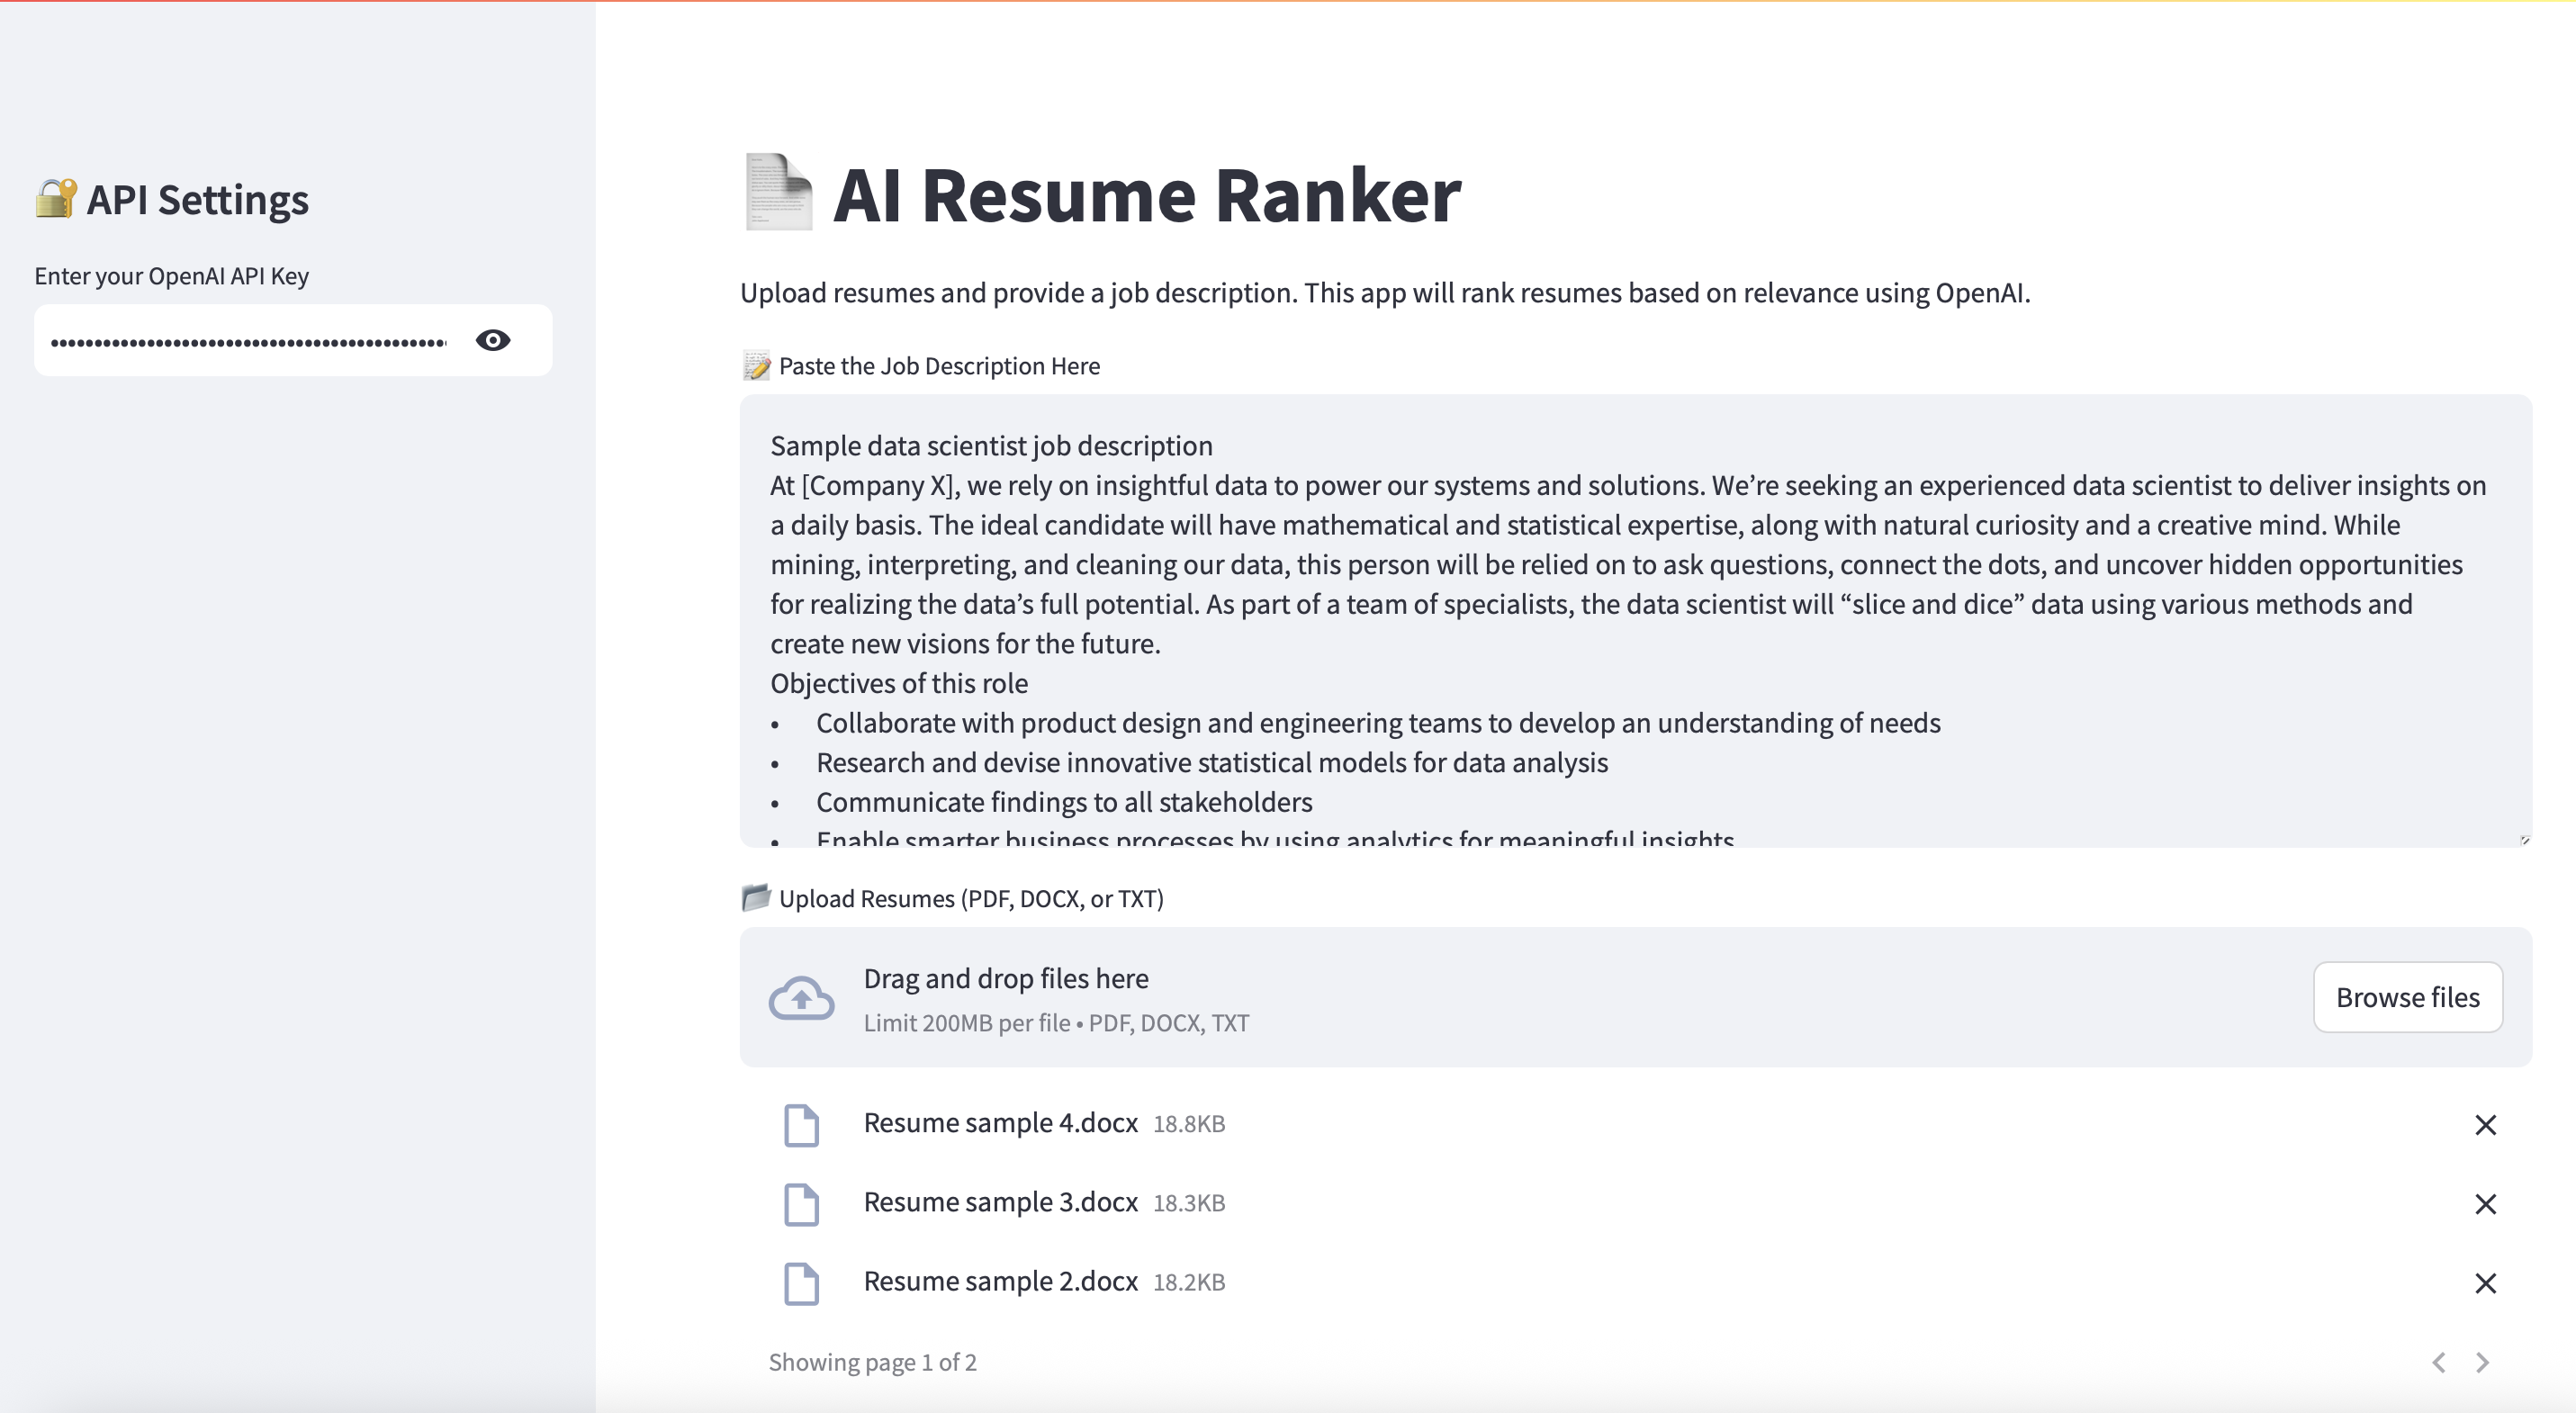 API Settings
Enter your OpenAI API Key
AI Resume Ranker
Upload resumes and provide a job description. This app will rank resumes based on relevance using OpenAI.
Paste the Job Description Here
Sample data scientist job description
At [Company X], we rely on insightful data to power our systems and solutions. We’re seeking an experienced data scientist to deliver insights on
a daily basis. The ideal candidate will have mathematical and statistical expertise, along with natural curiosity and a creative mind. While
mining, interpreting, and cleaning our data, this person will be relied on to ask questions, connect the dots, and uncover hidden opportunities
for realizing the data’s full potential. As part of a team of specialists, the data scientist will “slice and dice” data using various methods and
create new visions for the future.
Objectives of this role
• Collaborate with product design and engineering teams to develop an understanding of needs
• Research and devise innovative statistical models for data analysis
• Communicate findings to all stakeholders
• Enable smarter business processes by using analytics for meaningful insights
Upload Resumes (PDF, DOCX, or TXT)
Drag and drop files here
Limit 200MB per file • PDF, DOCX, TXT
Browse files
Resume sample 4.docx 18.8KB
Resume sample 3.docx 18.3KB
Resume sample 2.docx 18.2KB
Showing page 1 of 2